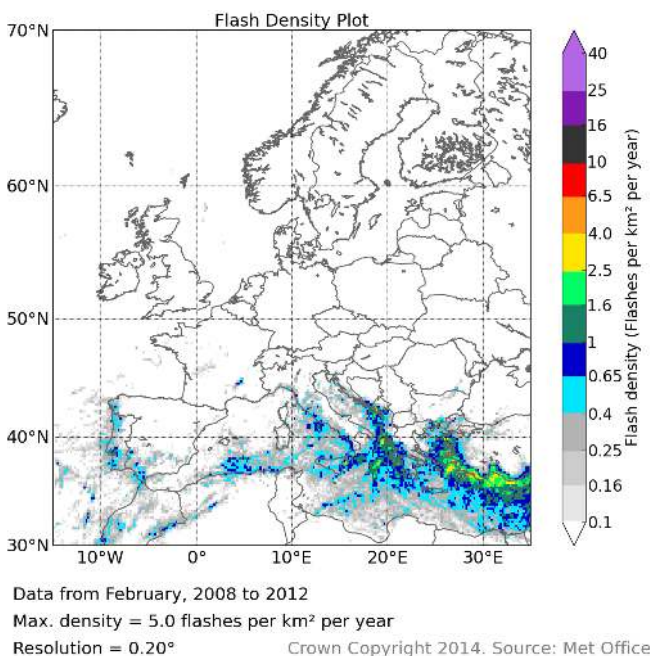 Flash Density Plot
70°N
60°N
50°N
40°N
30°N
10°W
0°
10°E
20°E
30°E
40
25
16
10
6.5
4.0
2.5
1.6
1
0.65
0.4
0.25
0.16
0.1
Flash density (Flashes per km² per year)
Data from February, 2008 to 2012
Max. density = 5.0 flashes per km² per year
Resolution = 0.20°
Crown Copyright 2014. Source: Met Office